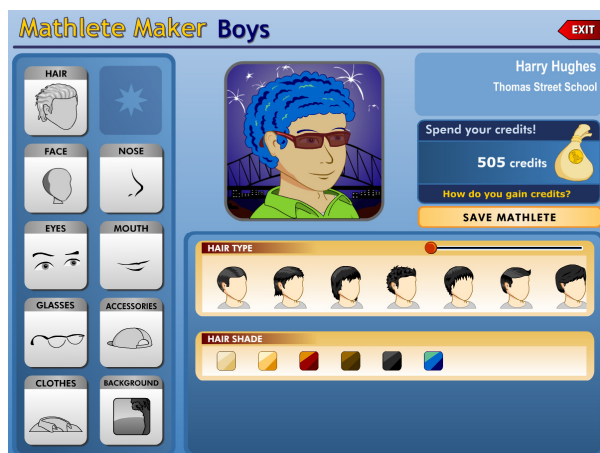 Mathlete Maker Boys
EXIT
Harry Hughes
Thomas Street School
HAIR
FACE
NOSE
EYES
MOUTH
GLASSES
ACCESSORIES
CLOTHES
BACKGROUND
Spend your credits!
505 credits
How do you gain credits?
SAVE MATHLETE
HAIR TYPE
HAIR SHADE